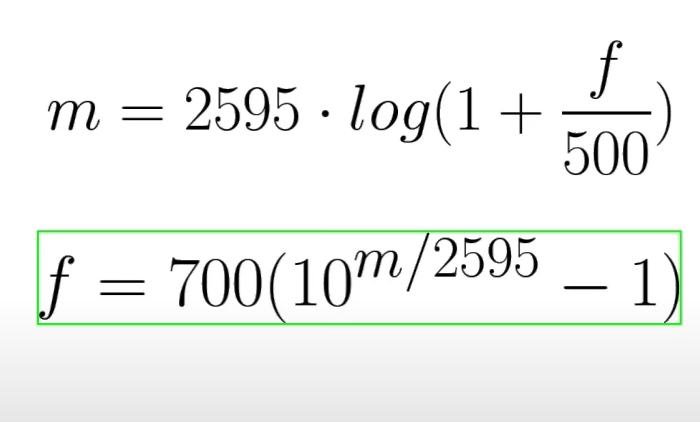 m = 2595 · log(1 + f/500)
f = 700(10^{m/2595} − 1)